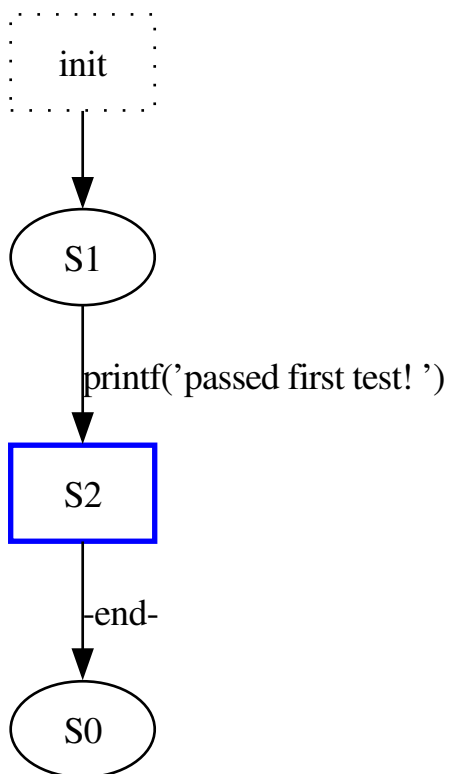 init
S1
printf(’passed first test! ’)
S2
-end-
S0